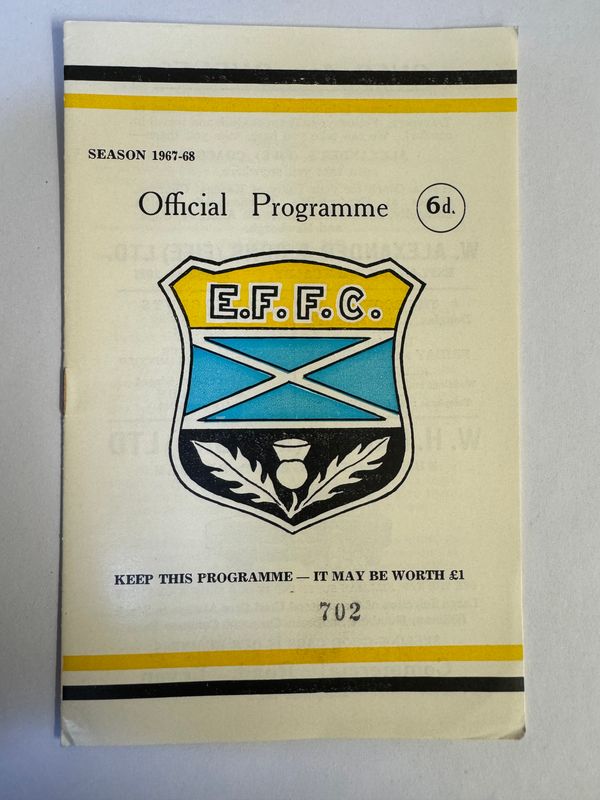 SEASON 1967-68
Official Programme 6d.
E.F.F.C.
KEEP THIS PROGRAMME — IT MAY BE WORTH £1
702